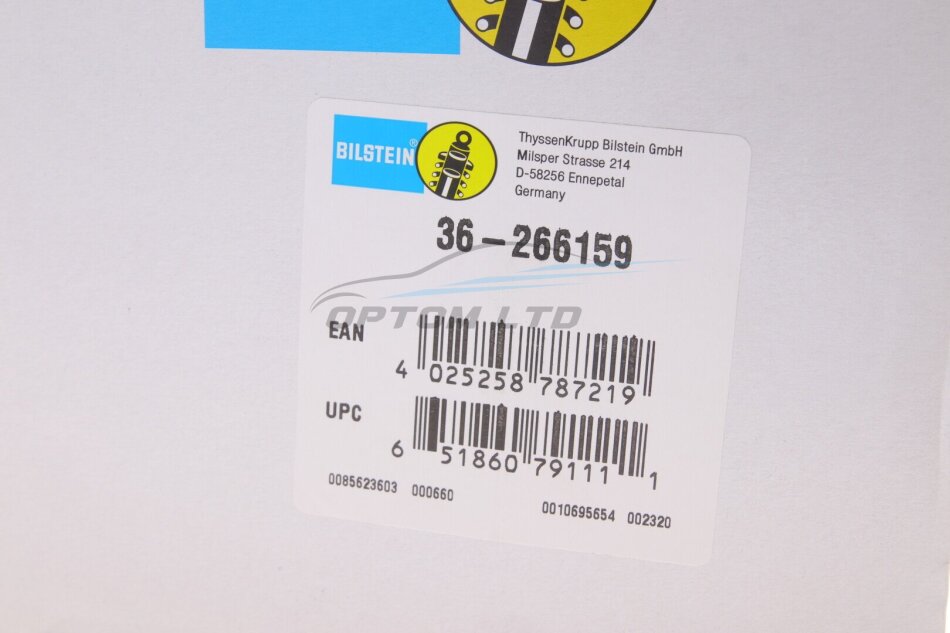 BILSTEIN®
ThyssenKrupp Bilstein GmbH
Milsper Strasse 214
D-58256 Ennepetal
Germany
36-266159
OPTOM LTD
EAN
4 025258 787219
UPC
6 51860 79111 1
0085623603 000660
0010695654 002320